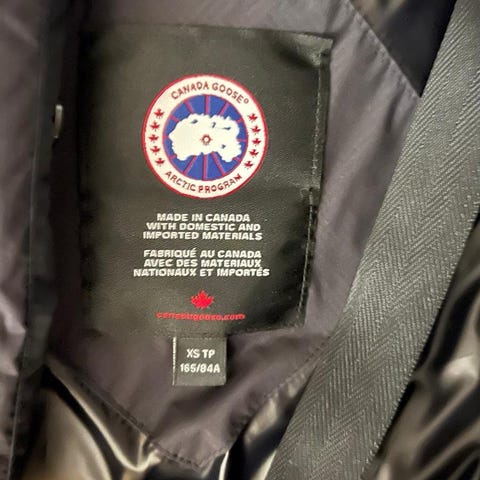 CANADA GOOSE®
ARCTIC PROGRAM
MADE IN CANADA
WITH DOMESTIC AND
IMPORTED MATERIALS
FABRIQUÉ AU CANADA
AVEC DES MATERIAUX
NATIONAUX ET IMPORTÉS
canadagoose.com
XS TP
165/84A